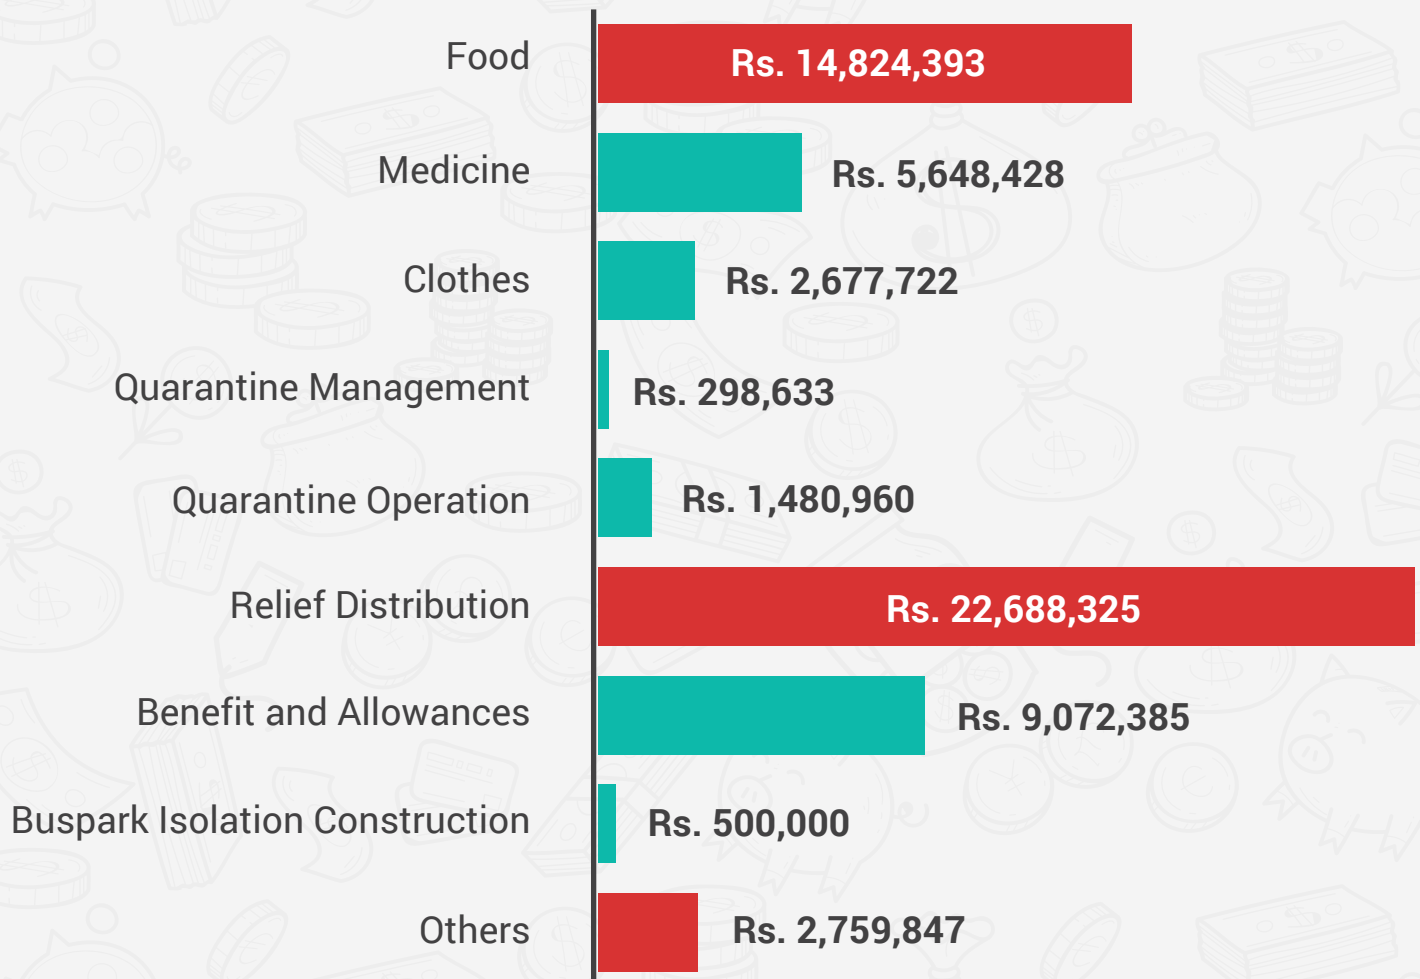 Food
Rs. 14,824,393
Medicine
Rs. 5,648,428
Clothes
Rs. 2,677,722
Quarantine Management
Rs. 298,633
Quarantine Operation
Rs. 1,480,960
Relief Distribution
Rs. 22,688,325
Benefit and Allowances
Rs. 9,072,385
Buspark Isolation Construction
Rs. 500,000
Others
Rs. 2,759,847